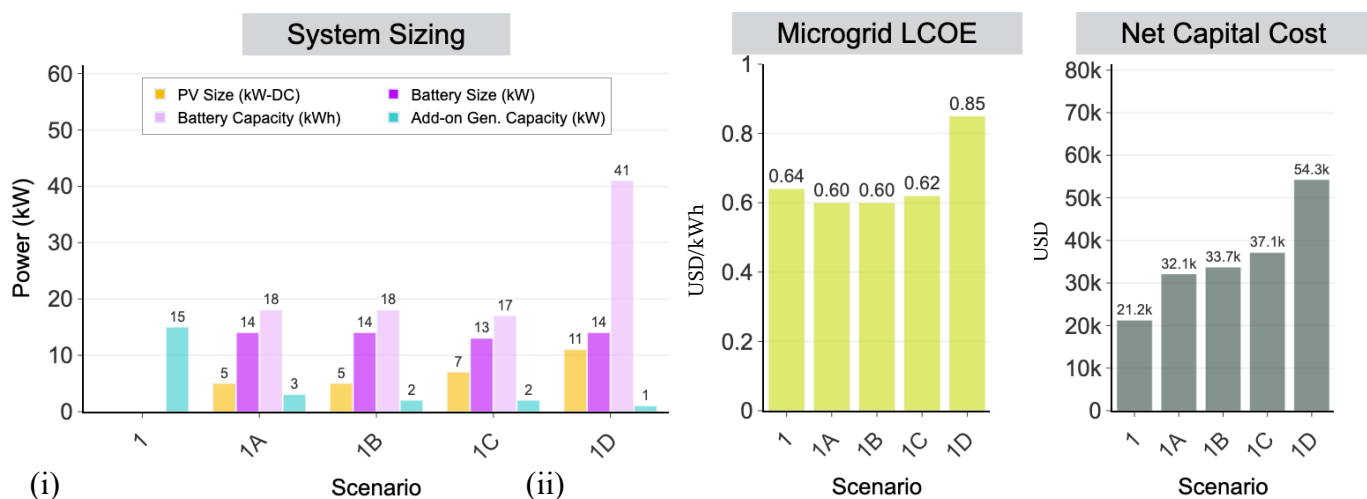 System Sizing
60
50
40
30
20
10
0
Power (kW)
PV Size (kW-DC)
Battery Size (kW)
Battery Capacity (kWh)
Add-on Gen. Capacity (kW)
15
5
14
18
3
5
14
18
2
7
13
17
2
11
14
41
1
1
1A
1B
1C
1D
Scenario
(i)
Microgrid LCOE
1
0.8
0.6
0.4
0.2
0
USD/kWh
0.64
0.60
0.60
0.62
0.85
1
1A
1B
1C
1D
Scenario
(ii)
Net Capital Cost
80k
70k
60k
50k
40k
30k
20k
10k
0
USD
21.2k
32.1k
33.7k
37.1k
54.3k
1
1A
1B
1C
1D
Scenario